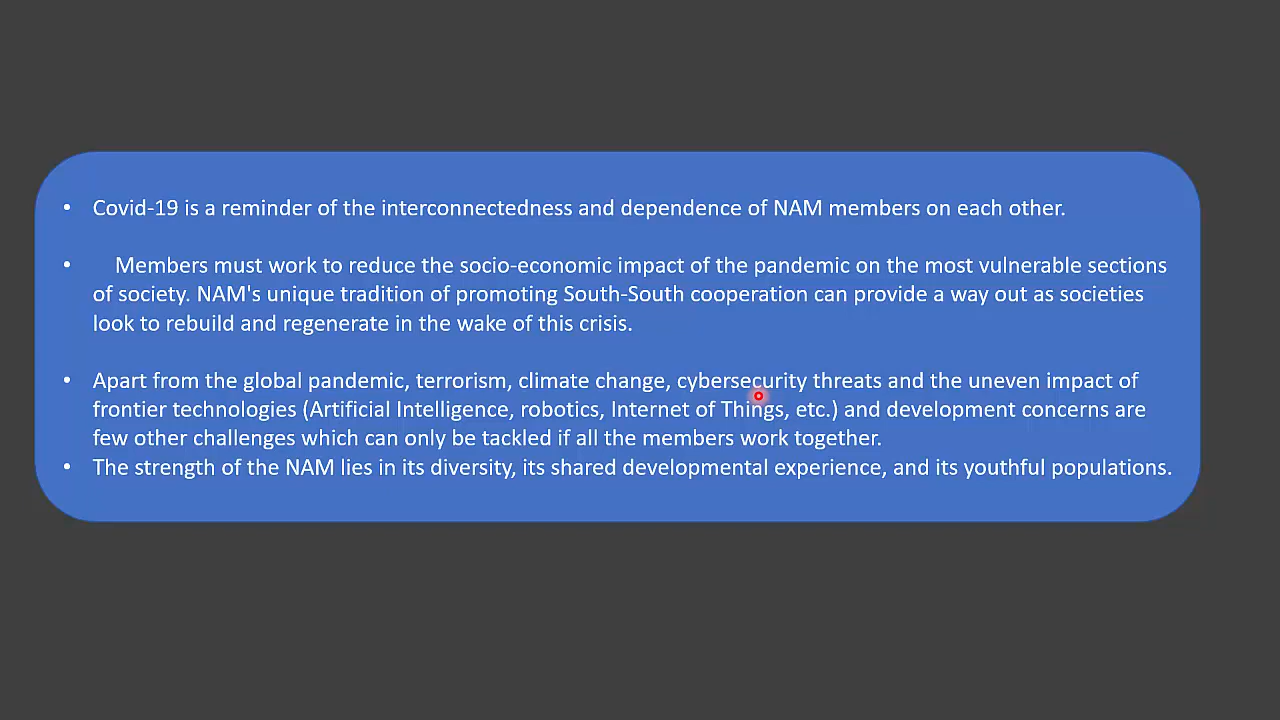 • Covid-19 is a reminder of the interconnectedness and dependence of NAM members on each other.
• Members must work to reduce the socio-economic impact of the pandemic on the most vulnerable sections
of society. NAM's unique tradition of promoting South-South cooperation can provide a way out as societies
look to rebuild and regenerate in the wake of this crisis.
• Apart from the global pandemic, terrorism, climate change, cybersecurity threats and the uneven impact of
frontier technologies (Artificial Intelligence, robotics, Internet of Things, etc.) and development concerns are
few other challenges which can only be tackled if all the members work together.
• The strength of the NAM lies in its diversity, its shared developmental experience, and its youthful populations.